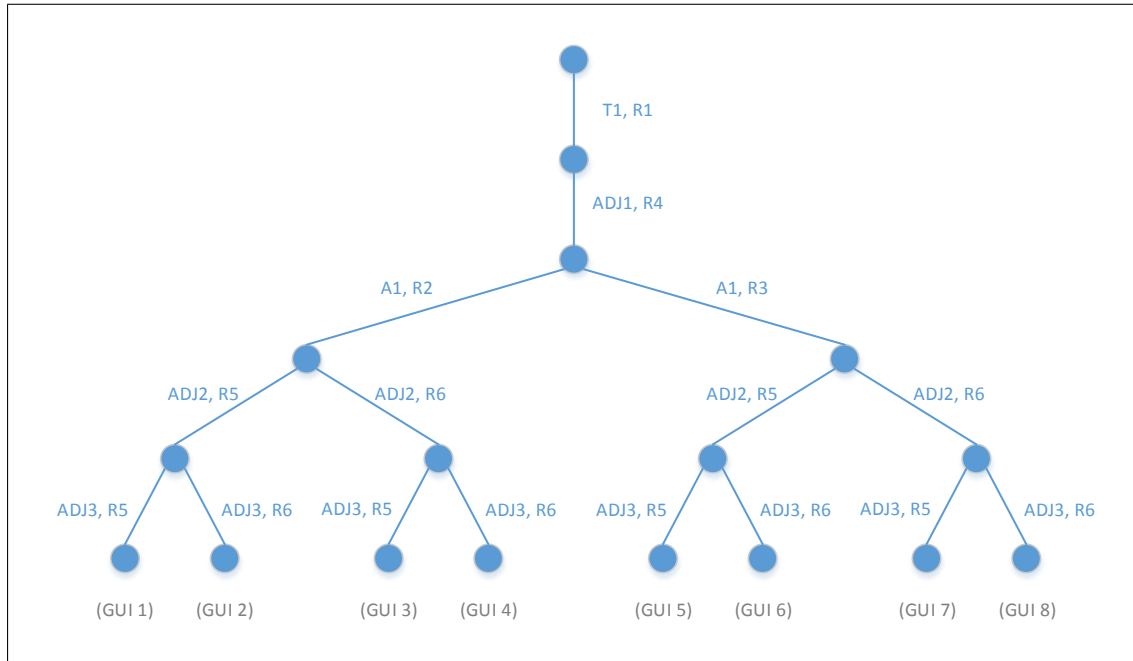 T1, R1
ADJ1, R4
A1, R2
A1, R3
ADJ2, R5
ADJ2, R6
ADJ2, R5
ADJ2, R6
ADJ3, R5
ADJ3, R6
ADJ3, R5
ADJ3, R6
ADJ3, R5
ADJ3, R6
ADJ3, R5
ADJ3, R6
(GUI 1)
(GUI 2)
(GUI 3)
(GUI 4)
(GUI 5)
(GUI 6)
(GUI 7)
(GUI 8)